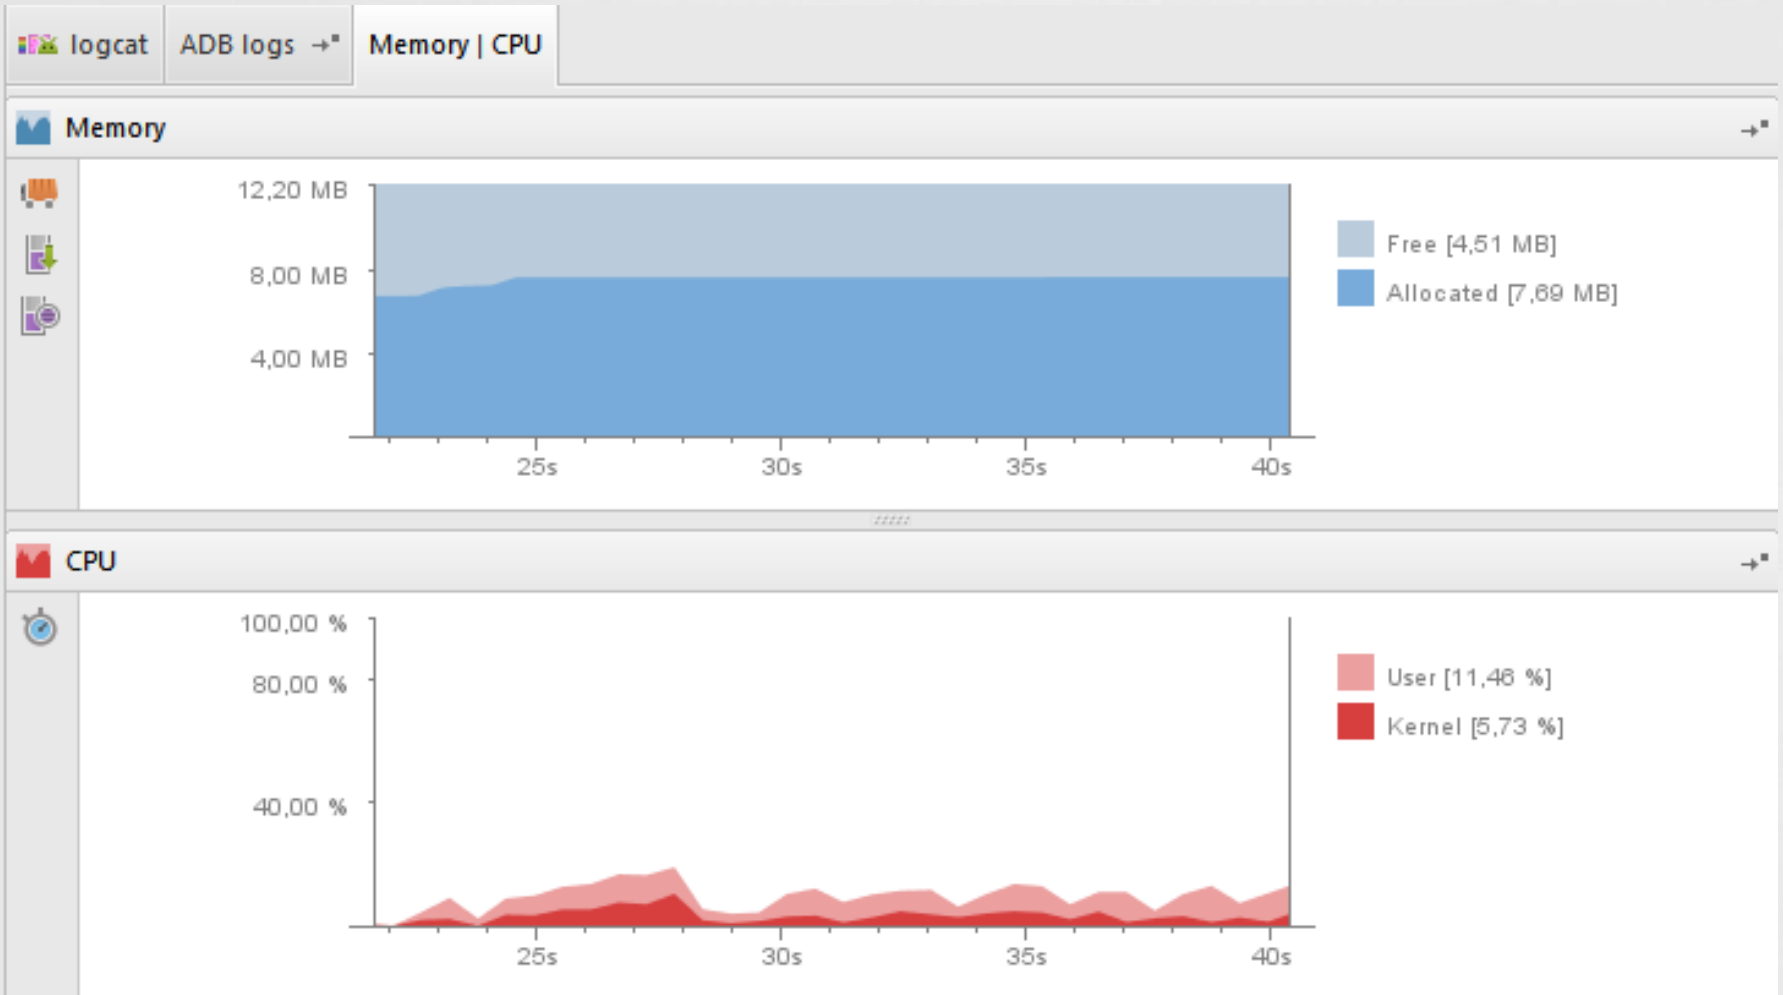 logcat
ADB logs
Memory | CPU
Memory
12,20 MB
8,00 MB
4,00 MB
Free [4,51 MB]
Allocated [7,69 MB]
25s 30s 35s 40s
CPU
100,00 %
80,00 %
40,00 %
User [11,46 %]
Kernel [5,73 %]
25s 30s 35s 40s